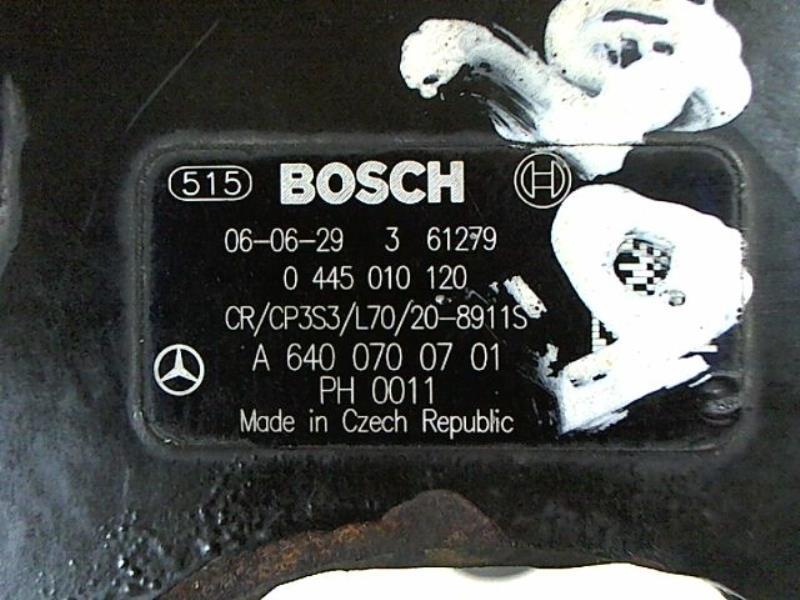 515 BOSCH
06-06-29 3 61279
0 445 010 120
CR/CP3S3/L70/20-8911S
A 640 070 07 01
PH 0011
Made in Czech Republic